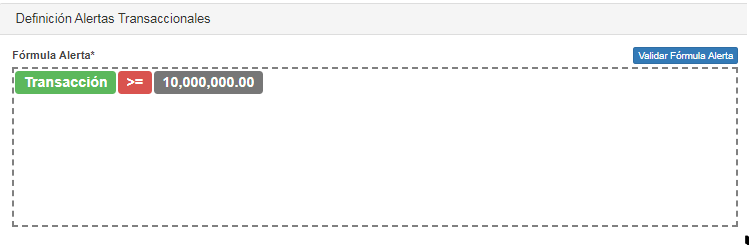 Definición Alertas Transaccionales
Fórmula Alerta*
Validar Fórmula Alerta
Transacción >= 10,000,000.00